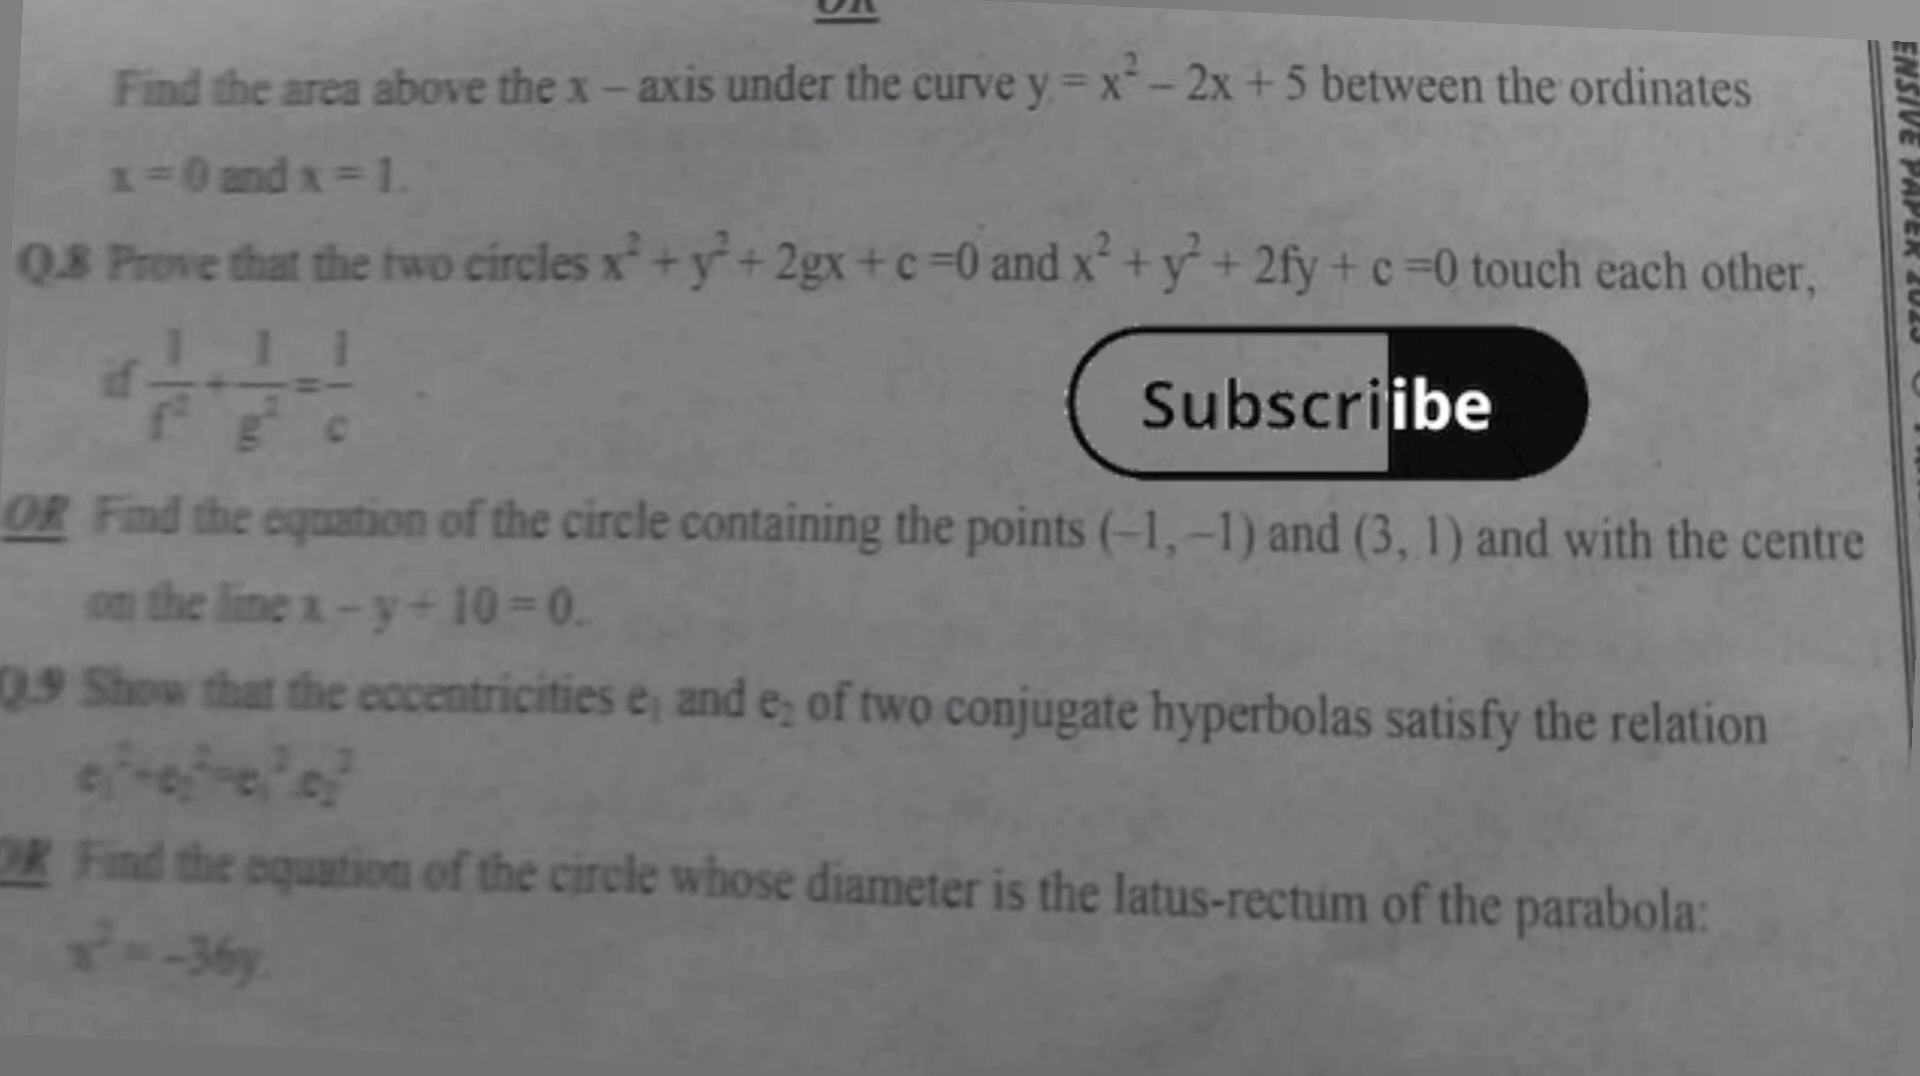 OR
Find the area above the x – axis under the curve y = x² – 2x + 5 between the ordinates
x = 0 and x = 1.
Q.8 Prove that the two circles x² + y² + 2gx + c =0 and x² + y² + 2fy + c =0 touch each other,
if 1/f² + 1/g² = 1/c
Subscriibe
OR Find the equation of the circle containing the points (–1, –1) and (3, 1) and with the centre
on the line x – y + 10 = 0.
Q.9 Show that the eccentricities e₁ and e₂ of two conjugate hyperbolas satisfy the relation
e₁²+e₂²=e₁².e₂²
OR Find the equation of the circle whose diameter is the latus-rectum of the parabola:
x² = –36y.
ENSIVE PAPER 2025